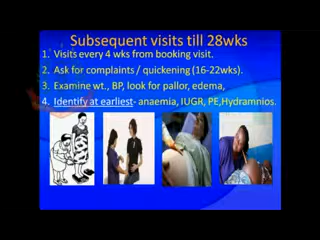 Subsequent visits till 28wks
1. Visits every 4 wks from booking visit.
2. Ask for complaints / quickening (16-22wks).
3. Examine wt., BP, look for pallor, edema,
4. Identify at earliest- anaemia, IUGR, PE,Hydramnios.